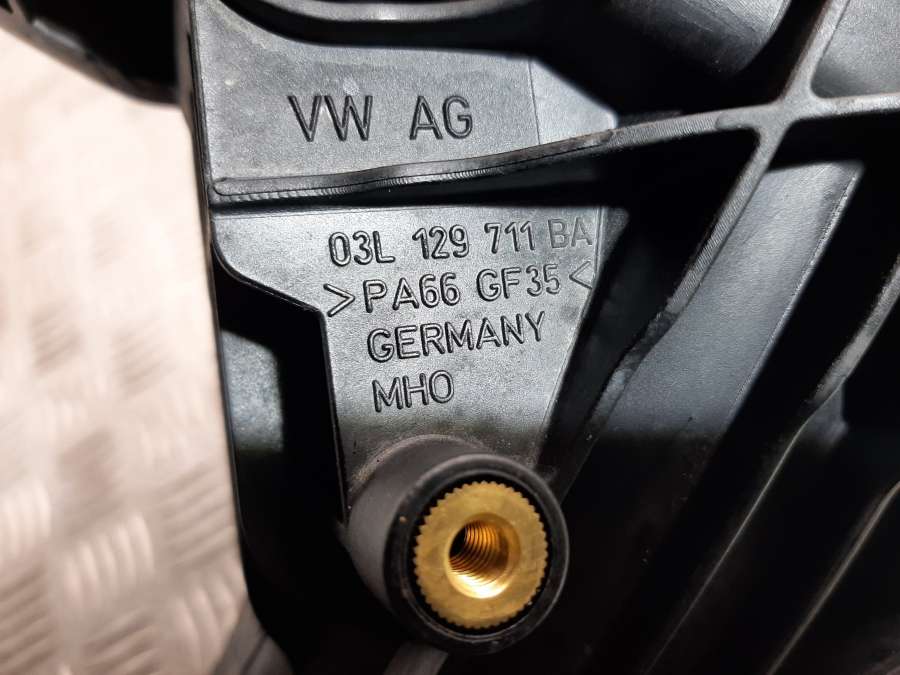 VW AG
03L 129 711 BA
>PA66 GF35<
GERMANY
MHO